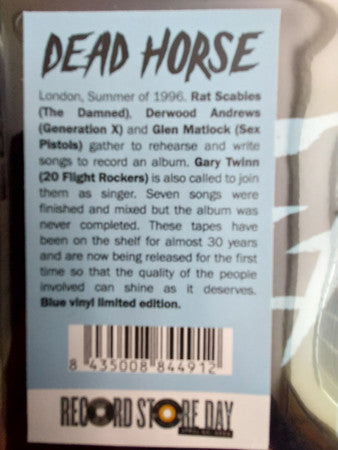 DEAD HORSE
London, Summer of 1996. Rat Scabies
(The Damned), Derwood Andrews
(Generation X) and Glen Matlock (Sex
Pistols) gather to rehearse and write
songs to record an album. Gary Twinn
(20 Flight Rockers) is also called to join
them as singer. Seven songs were
finished and mixed but the album was
never completed. These tapes have
been on the shelf for almost 30 years
and are now being released for the first
time so that the quality of the people
involved can shine as it deserves.
Blue vinyl limited edition.
8 435008 844912
RECORD STORE DAY